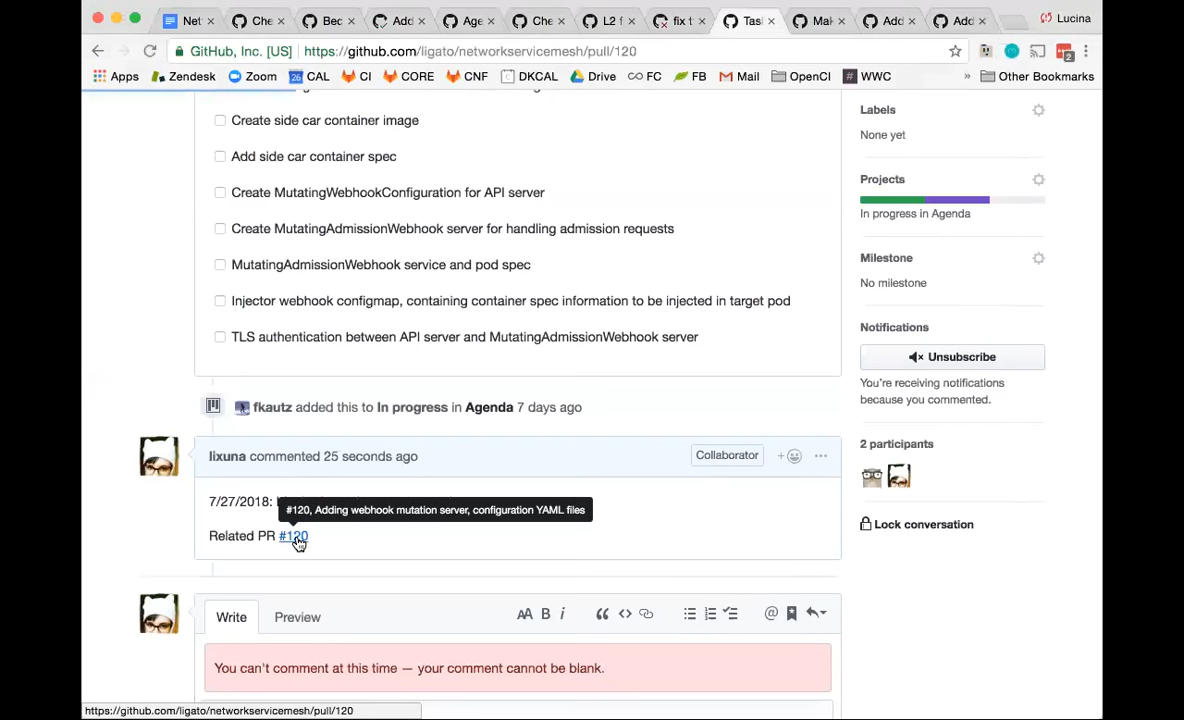 Net
Che
Bec
Add
Age
Che
L2 f
fix t
Tas
Mak
Add
Add
Lucina
GitHub, Inc. [US]
https://github.com/ligato/networkservicemesh/pull/120
Apps
Zendesk
Zoom
26 CAL
CI
CORE
CNF
DKCAL
Drive
FC
FB
Mail
OpenCI
# WWC
»
Other Bookmarks
2
Create side car container image
Add side car container spec
Create MutatingWebhookConfiguration for API server
Create MutatingAdmissionWebhook server for handling admission requests
MutatingAdmissionWebhook service and pod spec
Injector webhook configmap, containing container spec information to be injected in target pod
TLS authentication between API server and MutatingAdmissionWebhook server
fkautz added this to In progress in Agenda 7 days ago
lixuna commented 25 seconds ago
Collaborator
7/27/2018:
#120, Adding webhook mutation server, configuration YAML files
Related PR #120
Write
Preview
AA B i
You can't comment at this time — your comment cannot be blank.
Labels
None yet
Projects
In progress in Agenda
Milestone
No milestone
Notifications
Unsubscribe
You're receiving notifications
because you commented.
2 participants
Lock conversation
https://github.com/ligato/networkservicemesh/pull/120